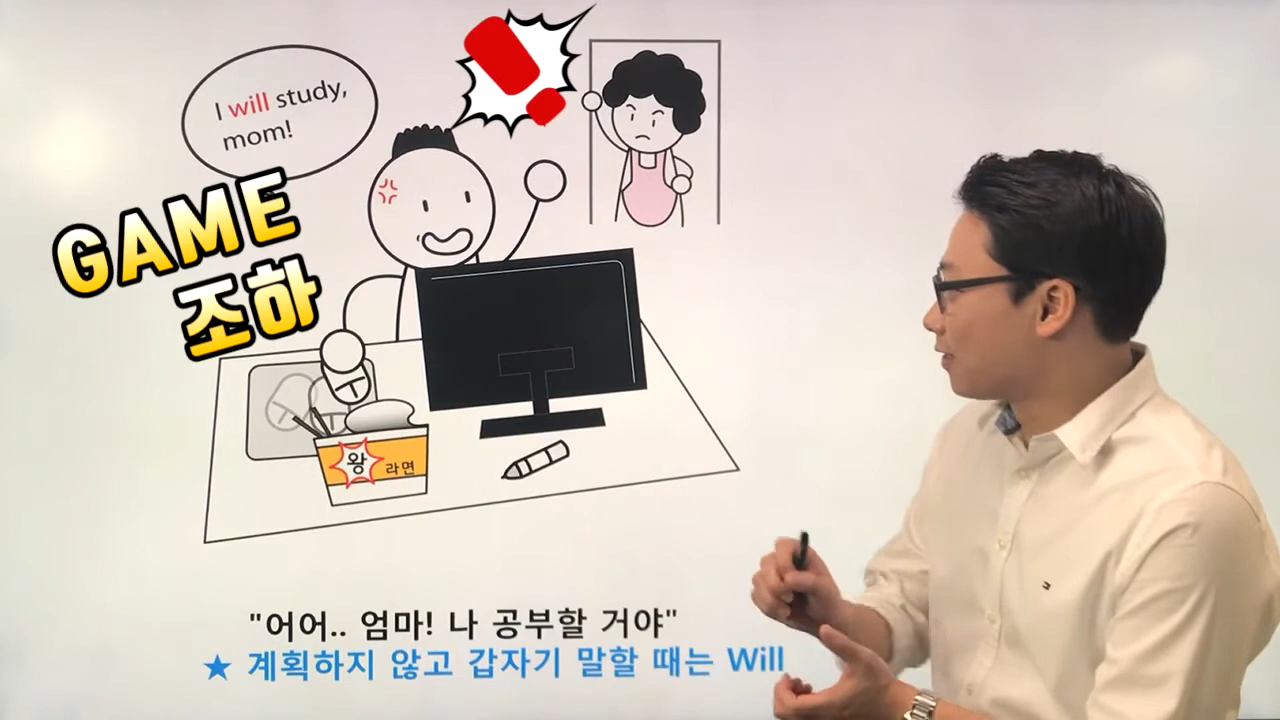 I will study,
mom!
GAME
조하
왕 라면
"어어.. 엄마! 나 공부할 거야"
★ 계획하지 않고 갑자기 말할 때는 Will